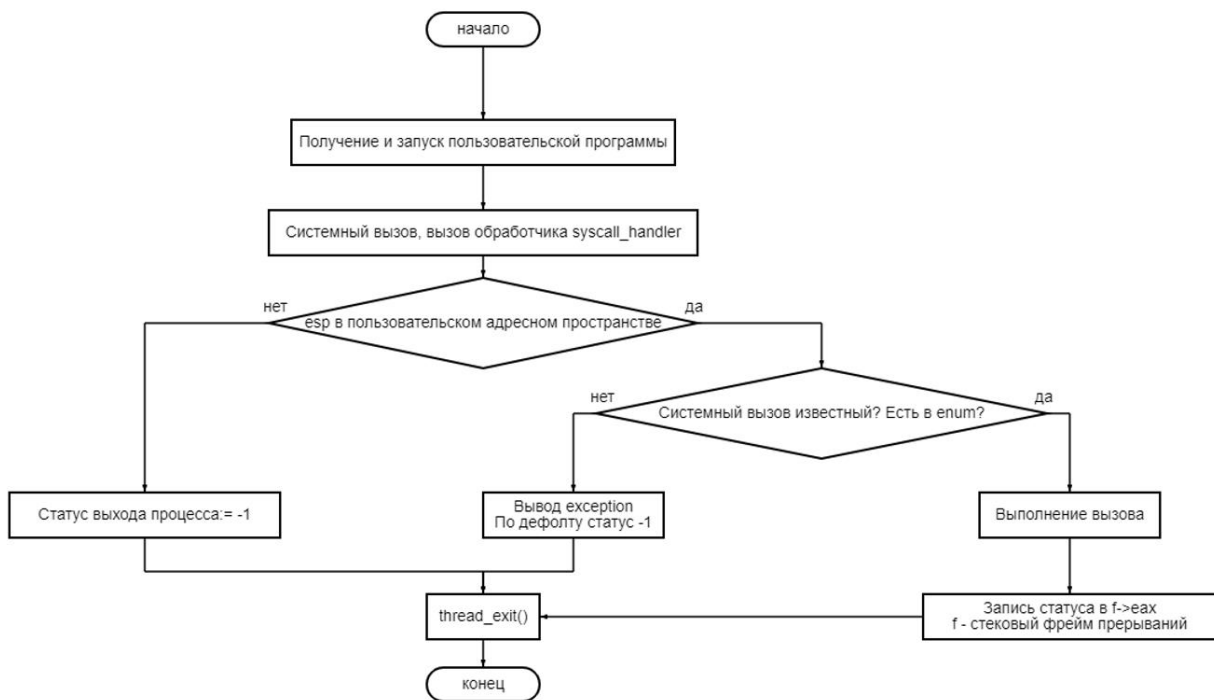 начало
Получение и запуск пользовательской программы
Системный вызов, вызов обработчика syscall_handler
нет
да
esp в пользовательском адресном пространстве
нет
да
Системный вызов известный? Есть в enum?
Статус выхода процесса:= -1
Вывод exception
По дефолту статус -1
Выполнение вызова
thread_exit()
Запись статуса в f->eax
f - стековый фрейм прерываний
конец